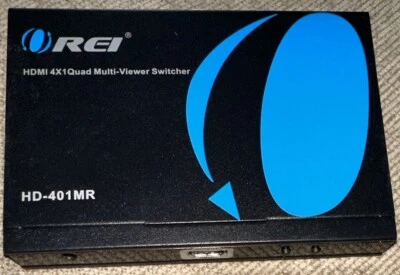 OREI
HDMI 4X1Quad Multi-Viewer Switcher
HD-401MR